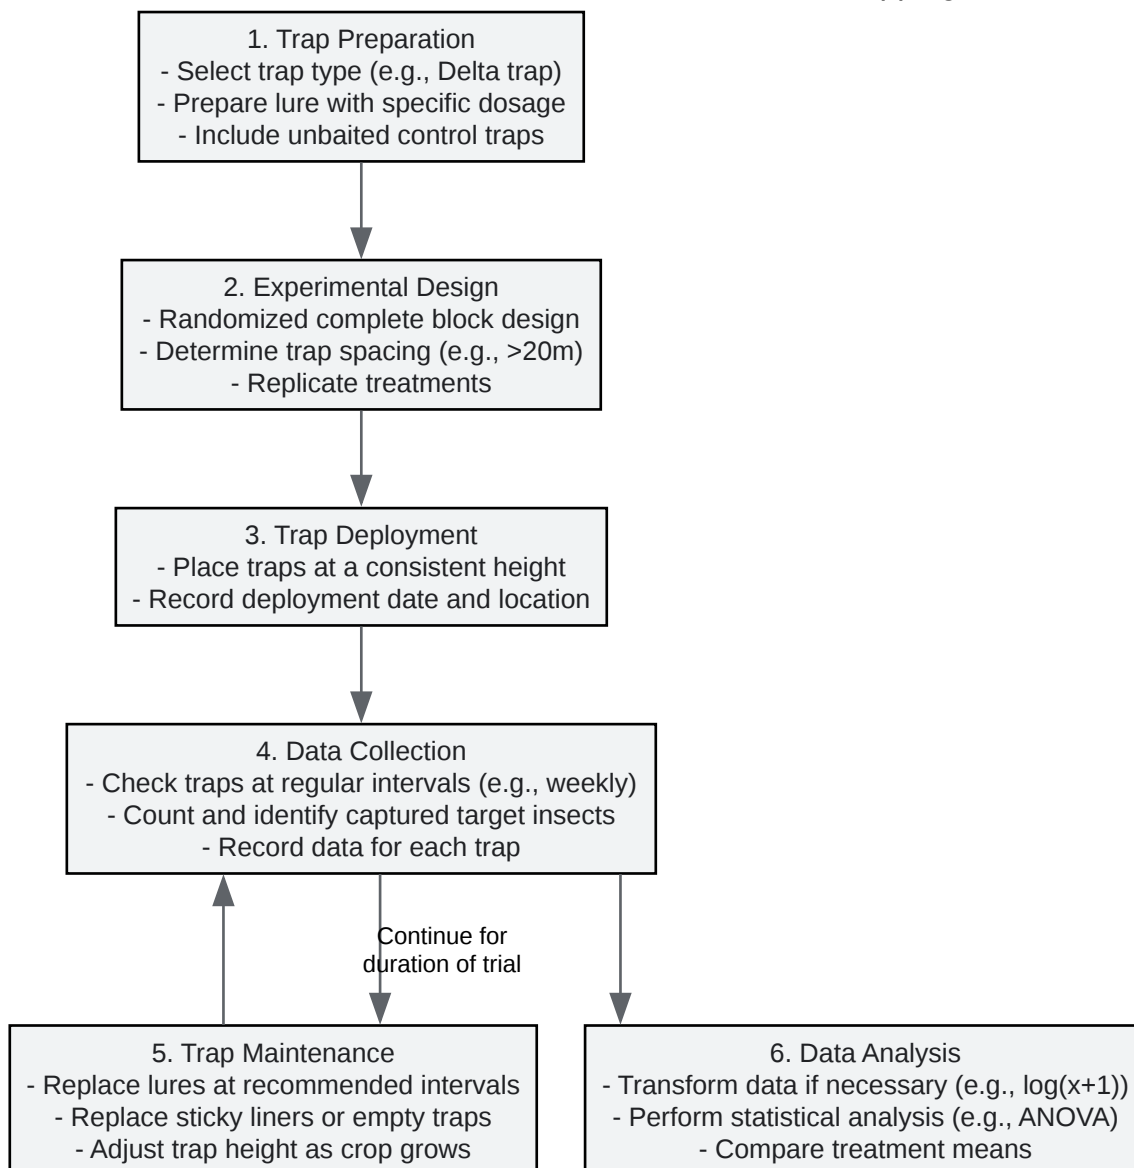 1. Trap Preparation
- Select trap type (e.g., Delta trap)
- Prepare lure with specific dosage
- Include unbaited control traps
2. Experimental Design
- Randomized complete block design
- Determine trap spacing (e.g., >20m)
- Replicate treatments
3. Trap Deployment
- Place traps at a consistent height
- Record deployment date and location
4. Data Collection
- Check traps at regular intervals (e.g., weekly)
- Count and identify captured target insects
- Record data for each trap
Continue for
duration of trial
5. Trap Maintenance
- Replace lures at recommended intervals
- Replace sticky liners or empty traps
- Adjust trap height as crop grows
6. Data Analysis
- Transform data if necessary (e.g., log(x+1))
- Perform statistical analysis (e.g., ANOVA)
- Compare treatment means